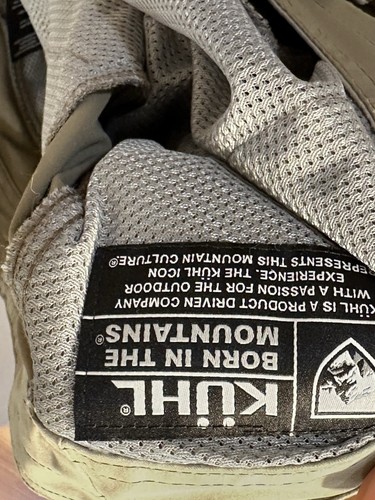 KÜHL®
BORN IN THE
MOUNTAINS®
KÜHL IS A PRODUCT DRIVEN COMPANY
WITH A PASSION FOR THE OUTDOOR
EXPERIENCE. THE KÜHL ICON
REPRESENTS THIS MOUNTAIN CULTURE®